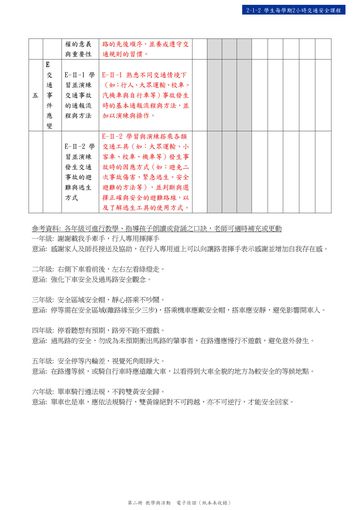 2-1-2 學生每學期2小時交通安全課程
權的意義
與重要性
路的先後順序，並養成遵守交
通規則的習慣。
五
E
交
通
事
件
應
變
E-Ⅱ-1 學
習並演練
交通事故
的通報流
程與方法
E-Ⅱ-1 熟悉不同交通情境下
（如：行人、大眾運輸、校車、
汽機車與自行車等）事故發生
時的基本通報流程與方法，並
加以演練與操作。
E-Ⅱ-2 學
習並演練
發生交通
事故的避
難與逃生
方式
E-Ⅱ-2 學習與演練搭乘各類
交通工具（如：大眾運輸、小
客車、校車、機車等）發生事
故時的因應方式（如：避免二
次事故傷害、緊急逃生、安全
避難的方法等），並判斷與選
擇正確與安全的避難路線，以
及了解逃生工具的使用方式。
參考資料: 各年級可進行教學、指導孩子朗讀或背誦之口訣，老師可適時補充或更動
一年級: 謝謝載我手牽手，行人專用揮揮手
意涵: 感謝家人及師長接送及協助，在行人專用道上可以向讓路者揮手表示感謝並增加自我存在感。
二年級: 右側下車看前後，左右左看綠燈走。
意涵: 強化下車安全及過馬路安全觀念。
三年級: 安全區域安全帽，靜心搭乘不吵鬧。
意涵: 停等需在安全區域(離路緣至少三步)，搭乘機車應戴安全帽，搭車應安靜，避免影響開車人。
四年級: 停看聽想有預期，路旁不跑不遊戲。
意涵: 過馬路的安全，勿成為未預期衝出馬路的肇事者，在路邊應慢行不遊戲，避免意外發生。
五年級: 安全停等內輪差，視覺死角眼睜大。
意涵: 在路邊等候，或騎自行車時應遠離大車，以看得到大車全貌的地方為較安全的等候地點。
六年級: 單車騎行遵法規，不跨雙黃安全歸。
意涵: 單車也是車，應依法規騎行，雙黃線絕對不可跨越，亦不可逆行，才能安全回家。
第二冊 教學與活動　電子佐證（紙本未收錄）